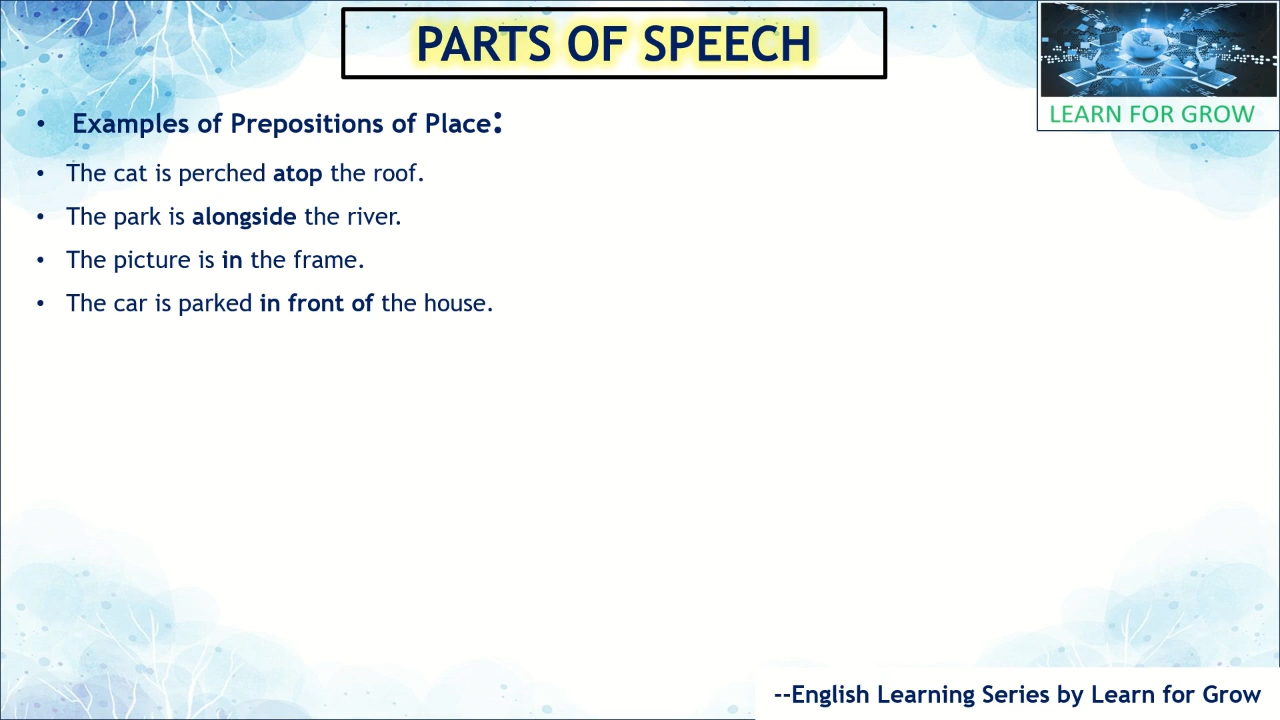 PARTS OF SPEECH
LEARN FOR GROW
• Examples of Prepositions of Place:
• The cat is perched atop the roof.
• The park is alongside the river.
• The picture is in the frame.
• The car is parked in front of the house.
--English Learning Series by Learn for Grow